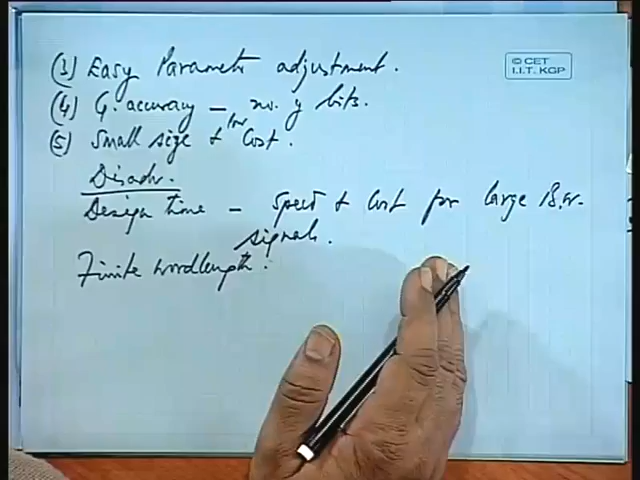 (3) Easy Parameter adjustment.
© CET
I.I.T. KGP
(4) G. accuracy - no. of bits.
(5) Small size & low Cost.
Disadv.
Design time - Speed & Cost for large B.W.
signals.
Finite wordlength.